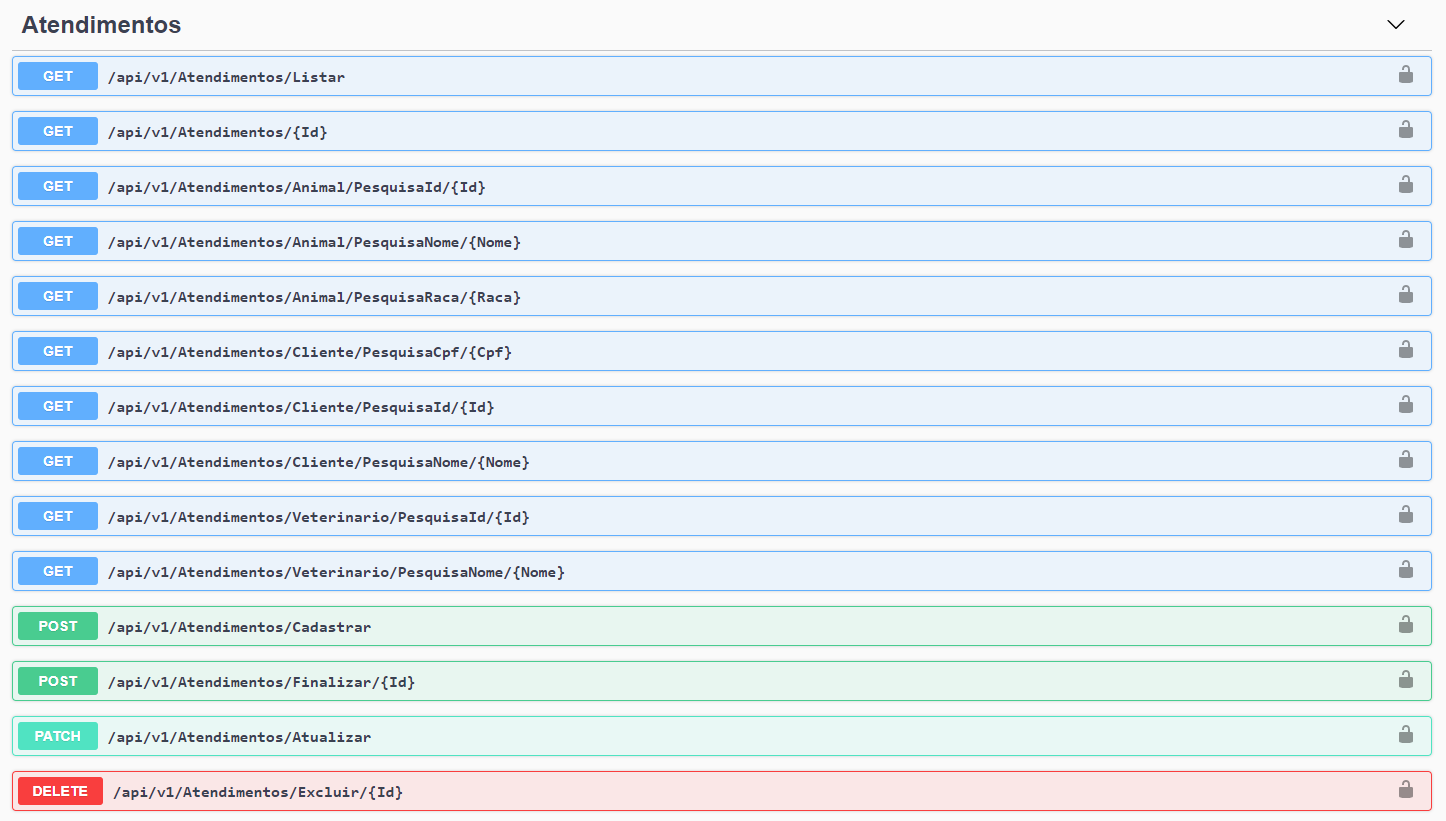 Atendimentos
GET /api/v1/Atendimentos/Listar
GET /api/v1/Atendimentos/{Id}
GET /api/v1/Atendimentos/Animal/PesquisaId/{Id}
GET /api/v1/Atendimentos/Animal/PesquisaNome/{Nome}
GET /api/v1/Atendimentos/Animal/PesquisaRaca/{Raca}
GET /api/v1/Atendimentos/Cliente/PesquisaCpf/{Cpf}
GET /api/v1/Atendimentos/Cliente/PesquisaId/{Id}
GET /api/v1/Atendimentos/Cliente/PesquisaNome/{Nome}
GET /api/v1/Atendimentos/Veterinario/PesquisaId/{Id}
GET /api/v1/Atendimentos/Veterinario/PesquisaNome/{Nome}
POST /api/v1/Atendimentos/Cadastrar
POST /api/v1/Atendimentos/Finalizar/{Id}
PATCH /api/v1/Atendimentos/Atualizar
DELETE /api/v1/Atendimentos/Excluir/{Id}